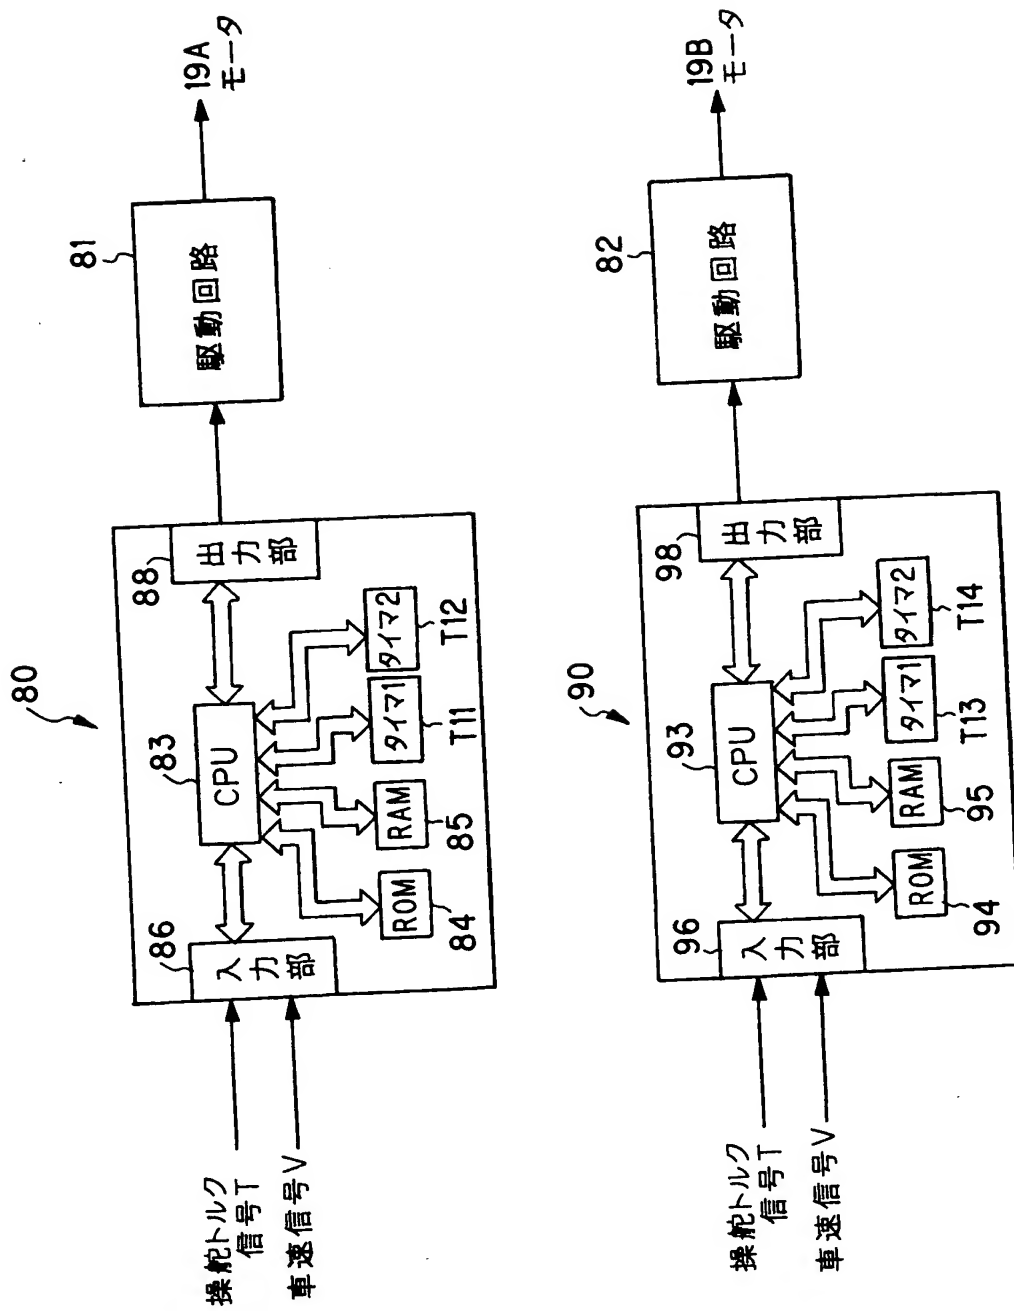 80
操舵トルク
信号T
車速信号V
86
入力部
83
CPU
88
出力部
ROM
84
RAM
85
タイマ1
T11
タイマ2
T12
81
駆動回路
19A
モータ
90
操舵トルク
信号T
車速信号V
96
入力部
93
CPU
98
出力部
ROM
94
RAM
95
タイマ1
T13
タイマ2
T14
82
駆動回路
19B
モータ